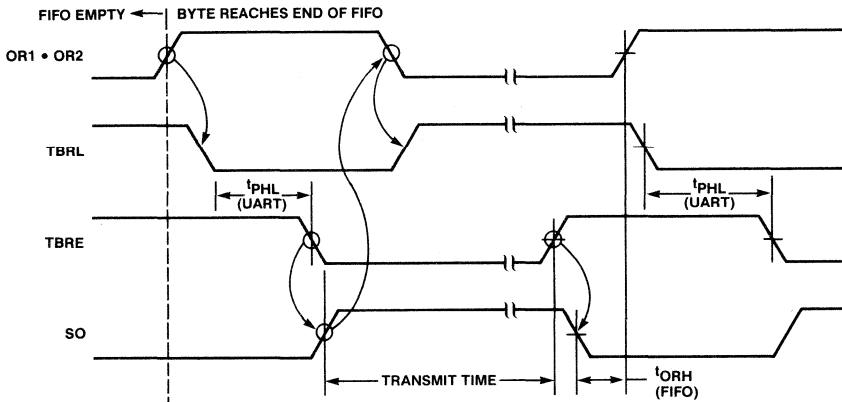 FIFO EMPTY
BYTE REACHES END OF FIFO
OR1 • OR2
TBRL
tPHL
(UART)
tPHL
(UART)
TBRE
SO
TRANSMIT TIME
tORH
(FIFO)